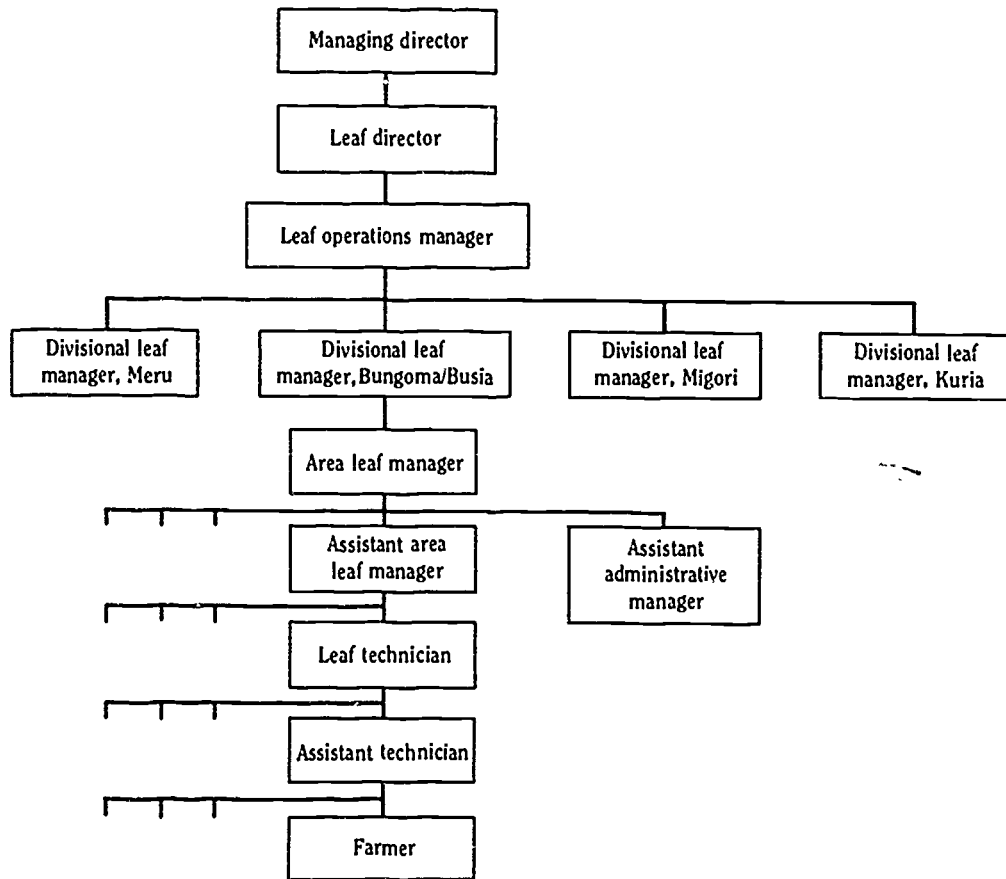 Managing director
Leaf director
Leaf operations manager
Divisional leaf
manager, Meru
Divisional leaf
manager, Bungoma/Busia
Divisional leaf
manager, Migori
Divisional leaf
manager, Kuria
Area leaf manager
Assistant area
leaf manager
Assistant
administrative
manager
Leaf technician
Assistant technician
Farmer